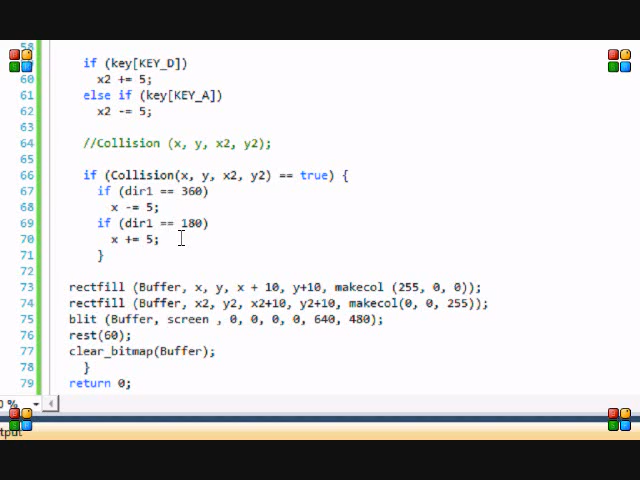 58
if (key[KEY_D])
60 x2 += 5;
61 else if (key[KEY_A])
62 x2 -= 5;
63
64 //Collision (x, y, x2, y2);
65
66 if (Collision(x, y, x2, y2) == true) {
67 if (dir1 == 360)
68 x -= 5;
69 if (dir1 == 180)
70 x += 5;
71 }
72
73 rectfill (Buffer, x, y, x + 10, y+10, makecol (255, 0, 0));
74 rectfill (Buffer, x2, y2, x2+10, y2+10, makecol(0, 0, 255));
75 blit (Buffer, screen , 0, 0, 0, 0, 640, 480);
76 rest(60);
77 clear_bitmap(Buffer);
78 }
79 return 0;
0 %
tput